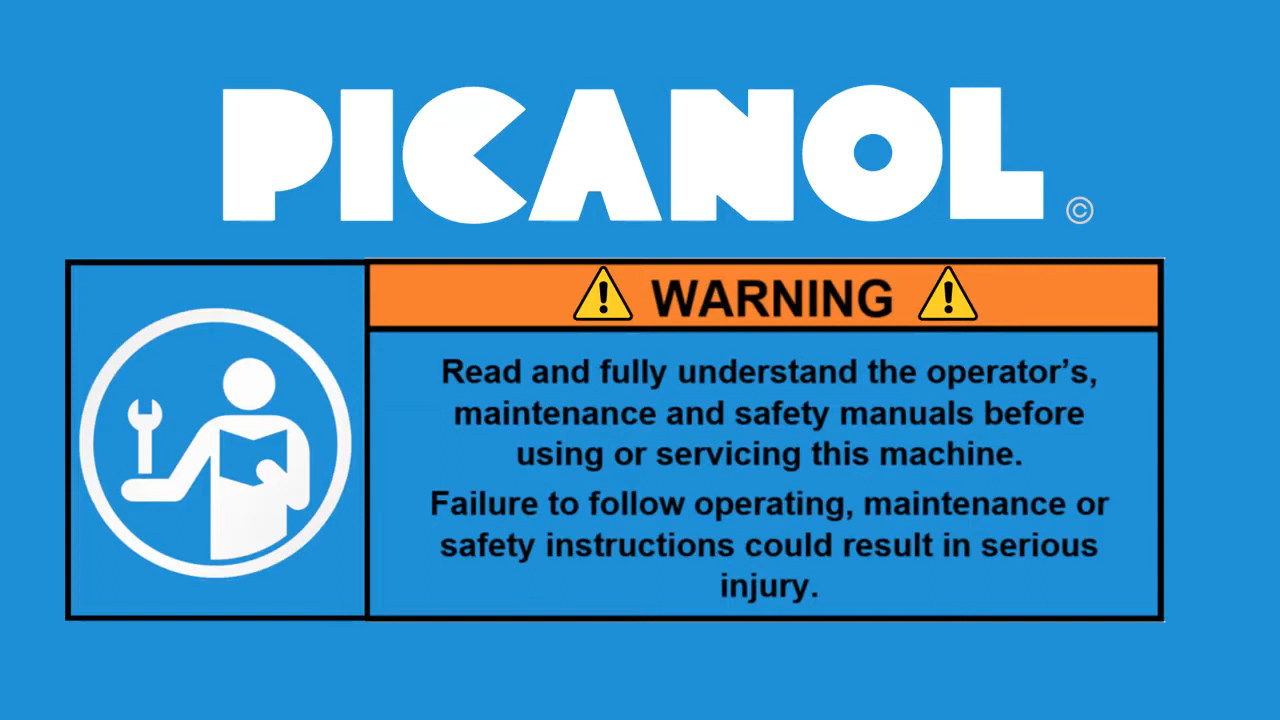 PICANOL ©
WARNING
Read and fully understand the operator’s,
maintenance and safety manuals before
using or servicing this machine.
Failure to follow operating, maintenance or
safety instructions could result in serious
injury.